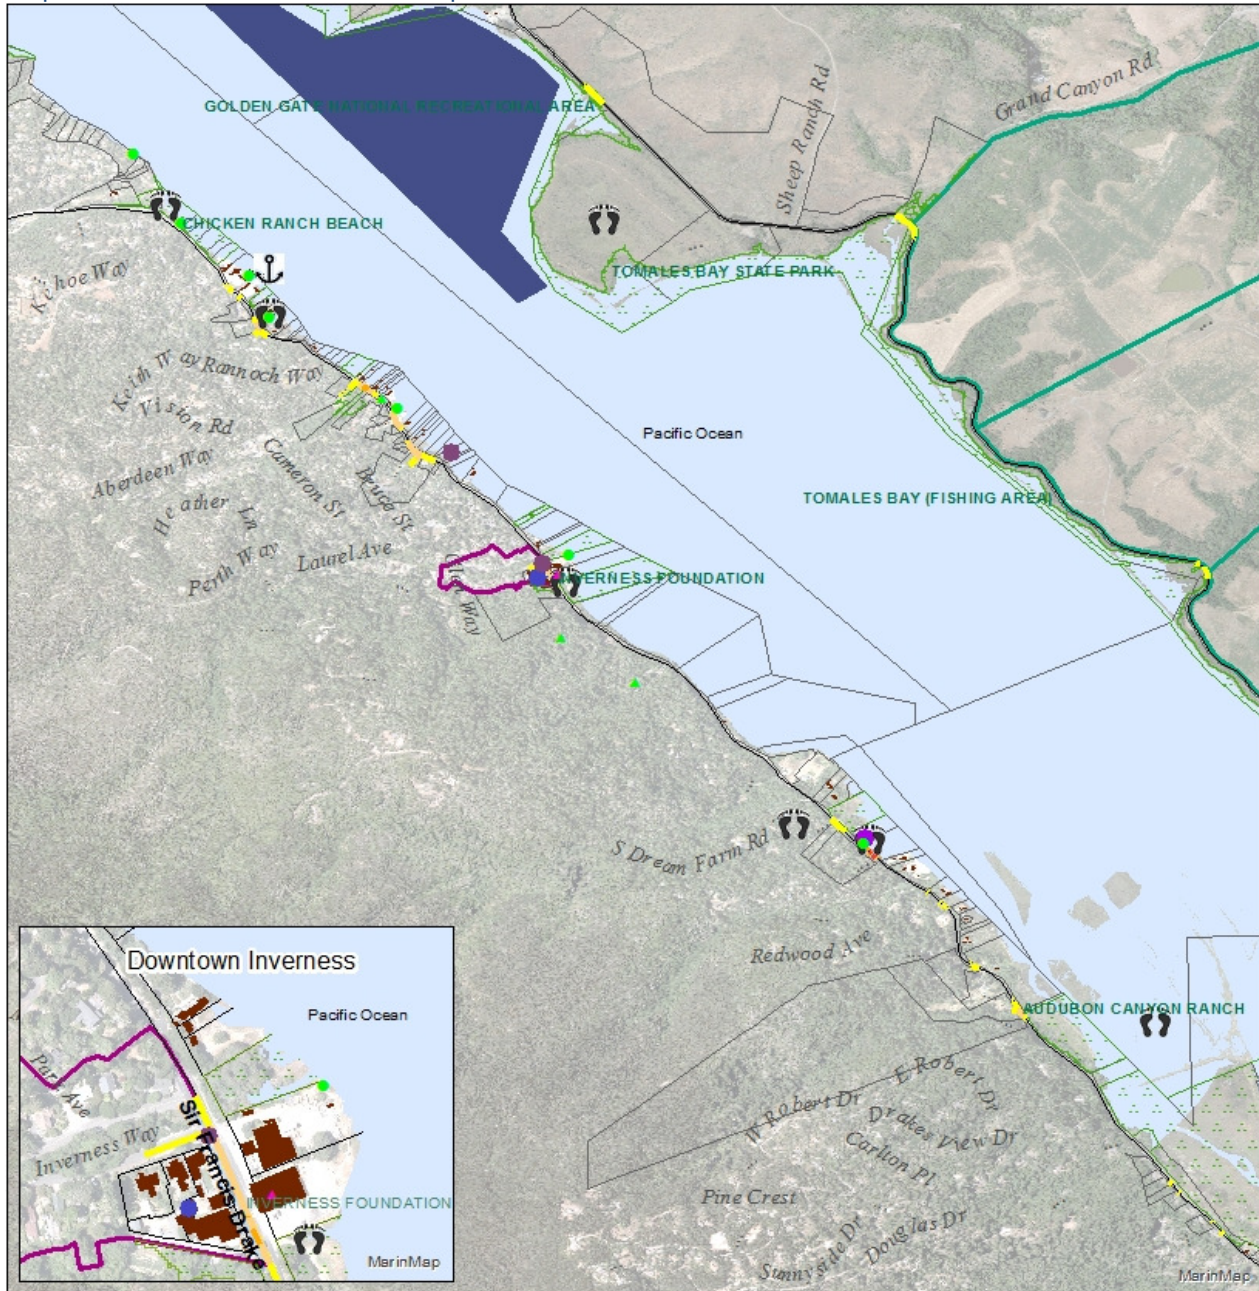 GOLDEN GATE NATIONAL RECREATIONAL AREA
Sheep Ranch Rd
Grand Canyon Rd
CHICKEN RANCH BEACH
Kehoe Way
TOMALES BAY STATE PARK
Keith Way
Rannoch Way
Vision Rd
Pacific Ocean
Aberdeen Way
Cameron St
Bruce St
Heather Ln
TOMALES BAY (FISHING AREA)
Perth Way
Laurel Ave
Way
INVERNESS FOUNDATION
S Dream Farm Rd
Redwood Ave
AUDUBON CANYON RANCH
E Robert Dr
W Robert Dr
Drakes View Dr
Carlton Pl
Pine Crest
Douglas Dr
Sunnyside Dr
MarinMap
Downtown Inverness
Pacific Ocean
Park Ave
Inverness Way
Sir Francis Drake
INVERNESS FOUNDATION
MarinMap